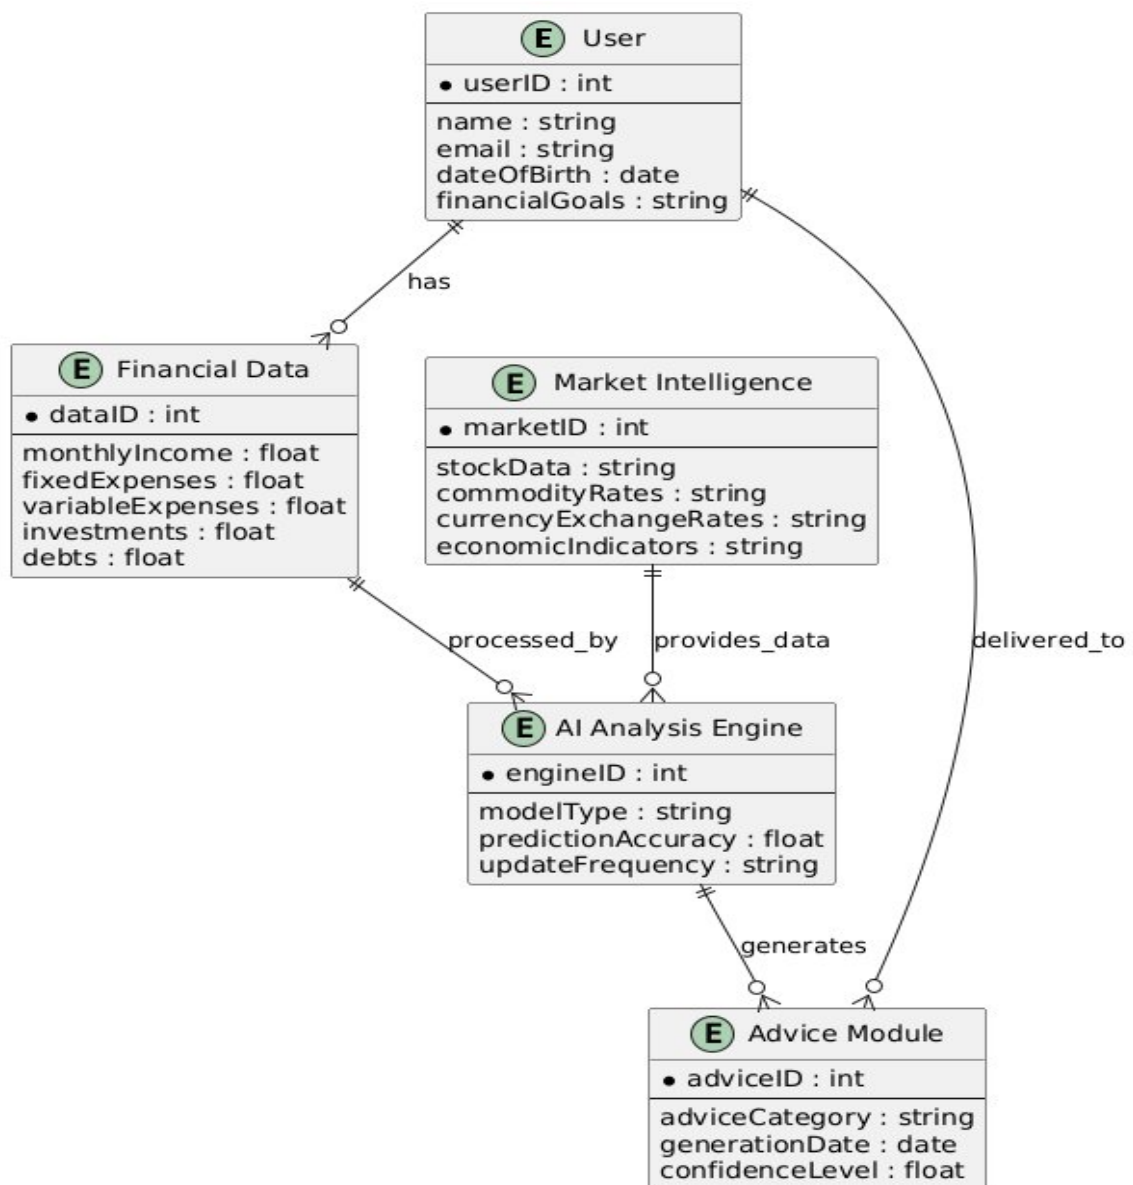 E User
userID : int
name : string
email : string
dateOfBirth : date
financialGoals : string
has
E Financial Data
dataID : int
monthlyIncome : float
fixedExpenses : float
variableExpenses : float
investments : float
debts : float
E Market Intelligence
marketID : int
stockData : string
commodityRates : string
currencyExchangeRates : string
economicIndicators : string
processed_by
provides_data
delivered_to
E AI Analysis Engine
engineID : int
modelType : string
predictionAccuracy : float
updateFrequency : string
generates
E Advice Module
adviceID : int
adviceCategory : string
generationDate : date
confidenceLevel : float